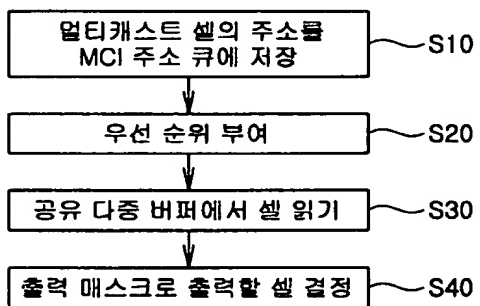 멀티캐스트 셀의 주소를
MCI 주소 큐에 저장
S10
우선 순위 부여
S20
공유 다중 버퍼에서 셀 읽기
S30
출력 매스크로 출력할 셀 결정
S40